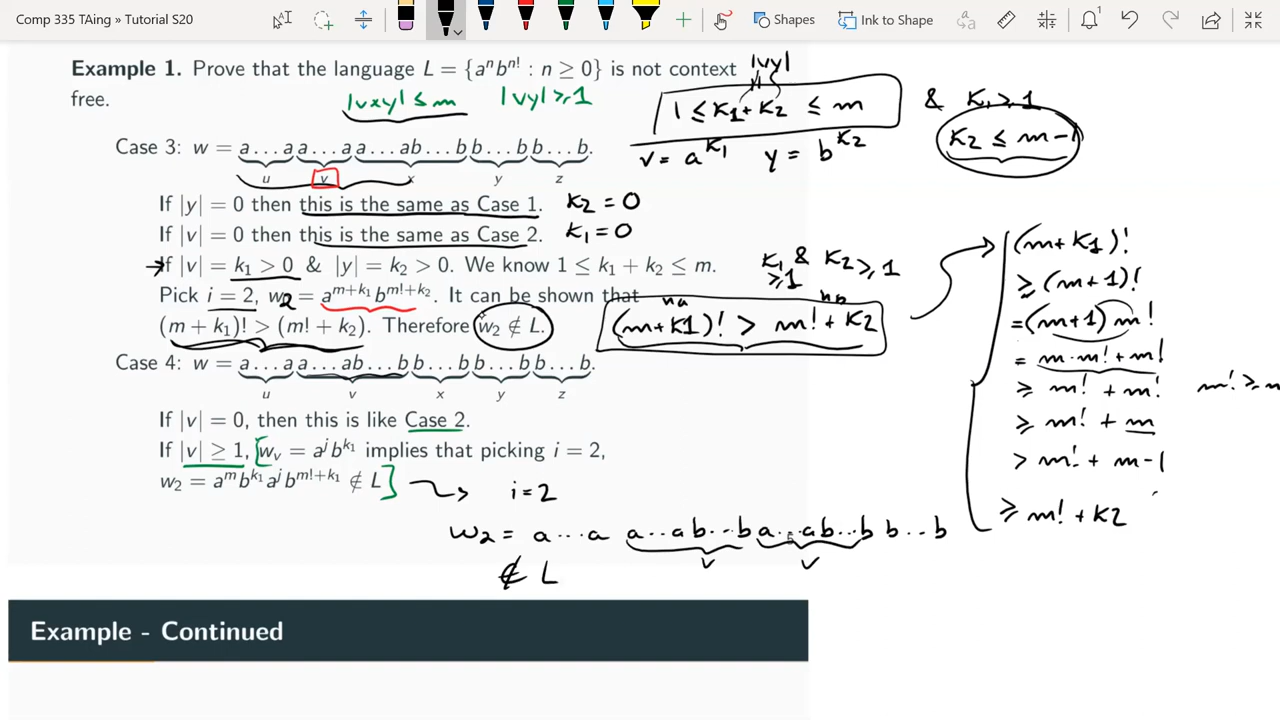 Comp 335 TAing » Tutorial S20
Shapes
Ink to Shape
Example 1. Prove that the language L = {aⁿbⁿ! : n ≥ 0} is not context
free.
|vxy| ≤ m |vy| ≥ 1
|vy|
1 ≤ K1 + K2 ≤ m
& K1 ≥ 1
K2 ≤ m-1
v = a^K1 y = b^K2
Case 3: w = a...aa...aa...ab...bb...bb...b.
u v x y z
If |y| = 0 then this is the same as Case 1. K2 = 0
If |v| = 0 then this is the same as Case 2. K1 = 0
If |v| = k1 > 0 & |y| = k2 > 0. We know 1 ≤ k1 + k2 ≤ m.
K1 & K2 ≥ 1
≥ 1
Pick i = 2, w2 = a^{m+k1}b^{m!+k2}. It can be shown that
na nb
(m + k1)! > (m! + k2). Therefore w2 ∉ L.
(m+K1)! > m! + K2
(m+K1)!
≥ (m+1)!
= (m+1) m!
= m·m! + m!
≥ m! + m! m! ≥ m
≥ m! + m
> m! + m-1
≥ m! + K2
Case 4: w = a...aa...ab...bb...bb...bb...b.
u v x y z
If |v| = 0, then this is like Case 2.
If |v| ≥ 1, w_v = a^j b^{k1} implies that picking i = 2,
w2 = a^m b^{k1} a^j b^{m!+k1} ∉ L
i = 2
w2 = a...a a...ab...b a...ab...b b...b
v v
∉ L
Example - Continued